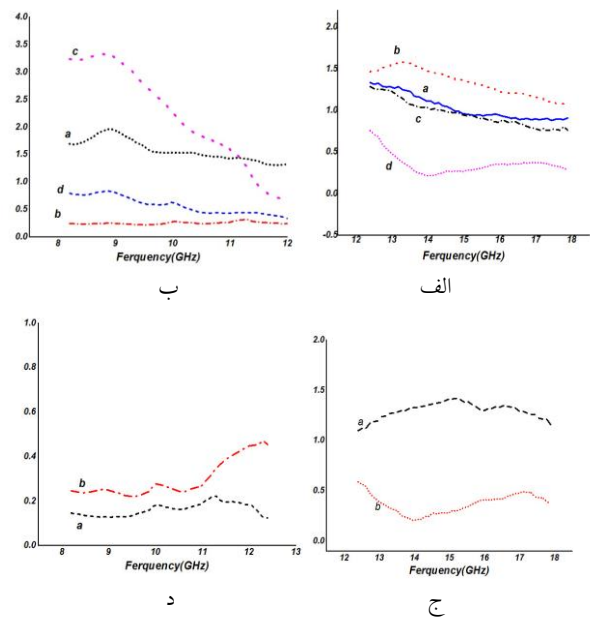 4.0
3.5
3.0
2.5
2.0
1.5
1.0
0.5
0.0
c
a
d
b
8 9 10 11 12
Ferquency(GHz)
ب
2.0
1.5
1.0
0.5
0.0
-0.5
b
a
c
d
12 13 14 15 16 17 18
Ferquency(GHz)
الف
1.0
0.8
0.6
0.4
0.2
0.0
b
a
8 9 10 11 12 13
Ferquency(GHz)
د
2.0
1.5
1.0
0.5
0.0
a
b
12 13 14 15 16 17 18
Ferquency(GHz)
ج